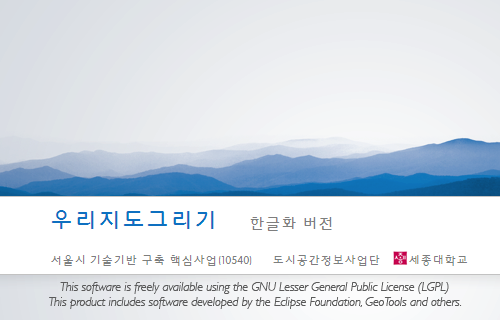 우리지도그리기 한글화 버전
서울시 기술기반 구축 핵심사업(10540) 도시공간정보사업단 세종대학교
This software is freely available using the GNU Lesser General Public License (LGPL)
This product includes software developed by the Eclipse Foundation, GeoTools and others.